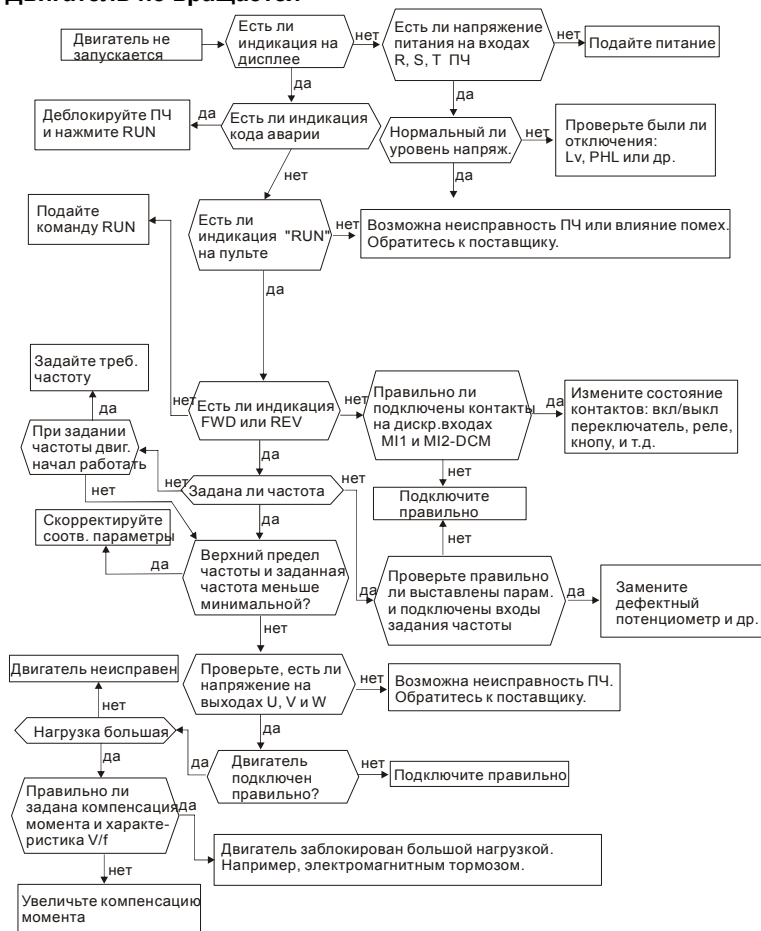 Двигатель не вращается
Двигатель не
запускается
Есть ли
индикация на
дисплее
нет
Есть ли напряжение
питания на входах
R, S, T ПЧ
нет
Подайте питание
да
да
Деблокируйте ПЧ
и нажмите RUN
да
Есть ли индикация
кода аварии
Нормальный ли
уровень напряж.
нет
Проверьте были ли
отключения:
Lv, PHL или др.
нет
да
Подайте
команду RUN
Есть ли
индикация "RUN"
на пульте
нет
Возможна неисправность ПЧ или влияние помех.
Обратитесь к поставщику.
да
Задайте треб.
частоту
да
нет
Есть ли индикация
FWD или REV
нет
Правильно ли
подключены контакты
на дискр.входах
MI1 и MI2-DCM
да
Измените состояние
контактов: вкл/выкл
переключатель, реле,
кнопу, и т.д.
При задании
частоты двиг.
начал работать
да
нет
нет
нет
Задана ли частота
нет
Подключите
правильно
Скорректируйте
соотв. параметры
да
нет
да
Верхний предел
частоты и заданная
частота меньше
минимальной?
да
Проверьте правильно
ли выставлены парам.
и подключены входы
задания частоты
да
Замените
дефектный
потенциометр и др.
нет
Двигатель неисправен
Проверьте, есть ли
напряжение на
выходах U, V и W
нет
Возможна неисправность ПЧ.
Обратитесь к поставщику.
нет
да
Нагрузка большая
да
да
Двигатель
подключен
правильно?
нет
Подключите правильно
Правильно ли
задана компенсация
момента и характе-
ристика V/f
да
Двигатель заблокирован большой нагрузкой.
Например, электромагнитным тормозом.
нет
Увеличьте компенсацию
момента